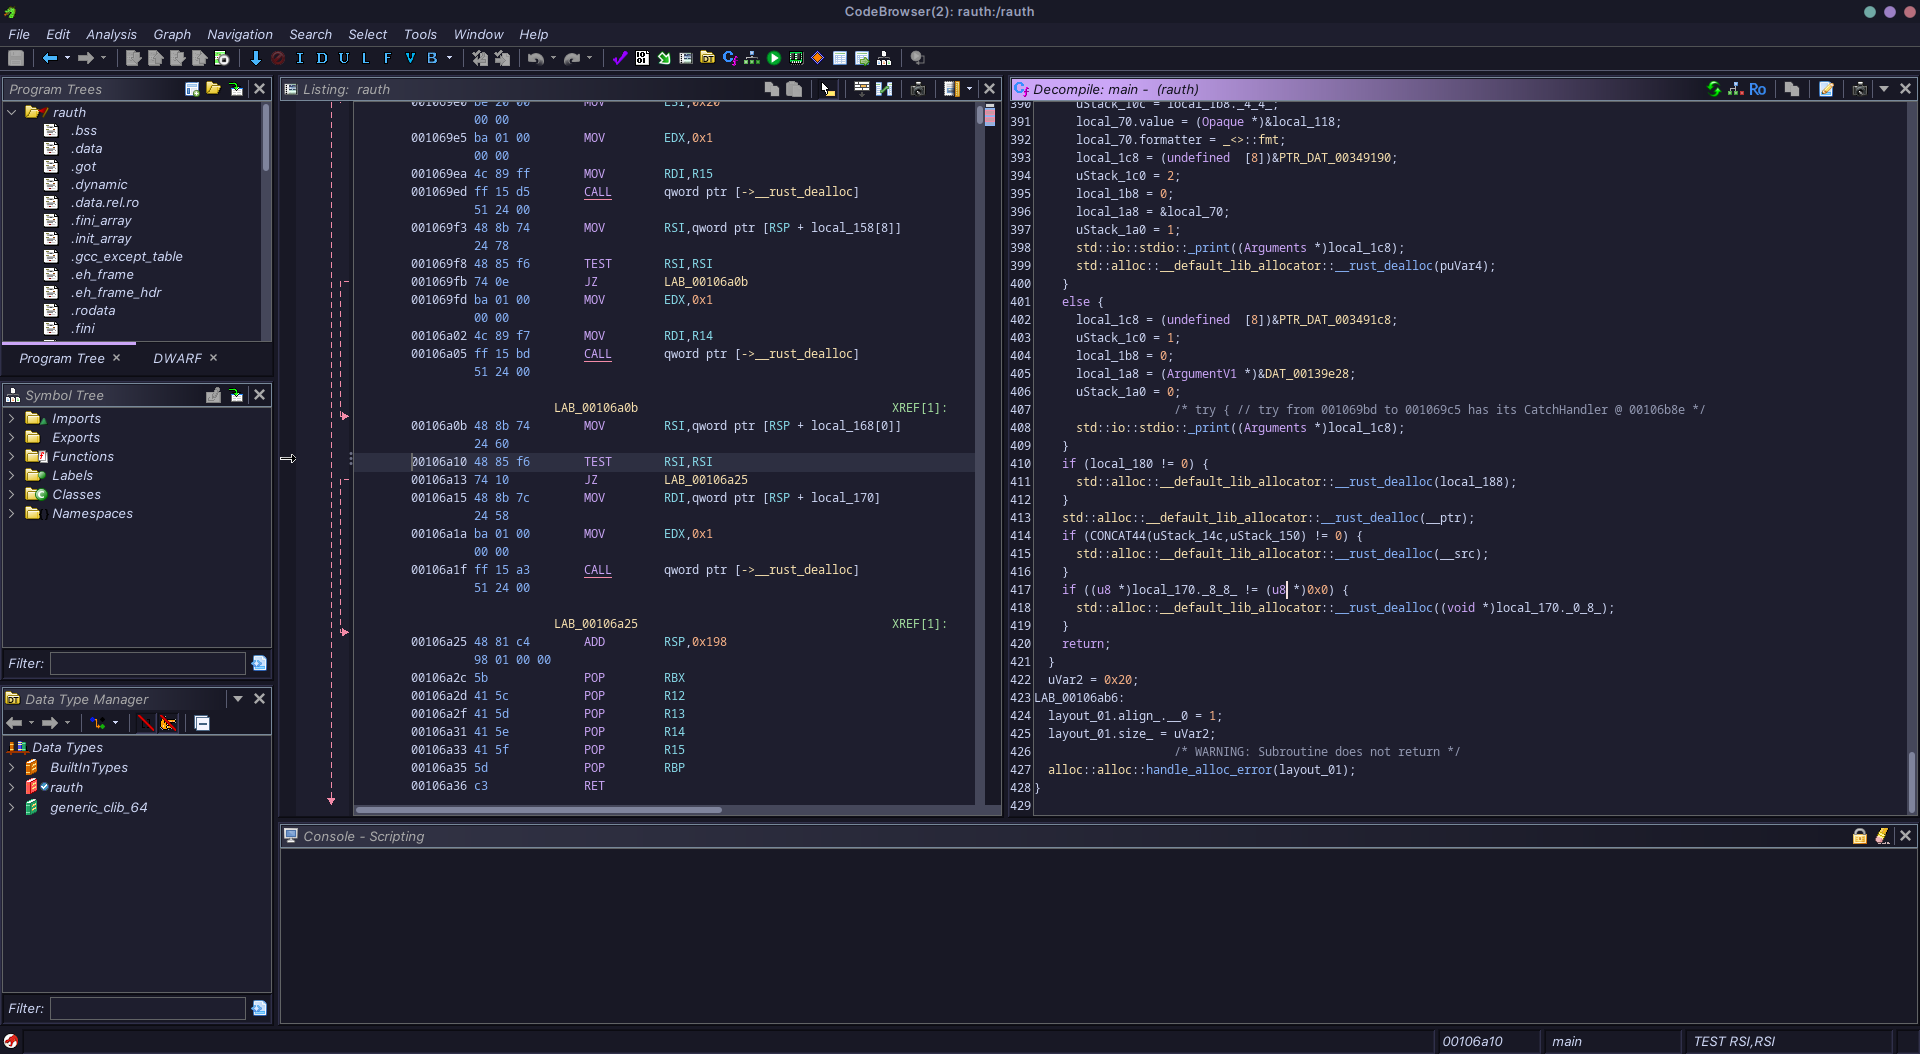 CodeBrowser(2): rauth:/rauth
File Edit Analysis Graph Navigation Search Select Tools Window Help
I D U L F V B
Program Trees
rauth
.bss
.data
.got
.dynamic
.data.rel.ro
.fini_array
.init_array
.gcc_except_table
.eh_frame
.eh_frame_hdr
.rodata
.fini
Program Tree × DWARF ×
Symbol Tree
Imports
Exports
Functions
Labels
Classes
Namespaces
Filter:
Data Type Manager
Data Types
BuiltInTypes
rauth
generic_clib_64
Filter:
Listing: rauth
001069e0 be 20 00 MOV ESI,0x20
00 00
001069e5 ba 01 00 MOV EDX,0x1
00 00
001069ea 4c 89 ff MOV RDI,R15
001069ed ff 15 d5 CALL qword ptr [->__rust_dealloc]
51 24 00
001069f3 48 8b 74 MOV RSI,qword ptr [RSP + local_158[8]]
24 78
001069f8 48 85 f6 TEST RSI,RSI
001069fb 74 0e JZ LAB_00106a0b
001069fd ba 01 00 MOV EDX,0x1
00 00
00106a02 4c 89 f7 MOV RDI,R14
00106a05 ff 15 bd CALL qword ptr [->__rust_dealloc]
51 24 00
LAB_00106a0b XREF[1]:
00106a0b 48 8b 74 MOV RSI,qword ptr [RSP + local_168[0]]
24 60
00106a10 48 85 f6 TEST RSI,RSI
00106a13 74 10 JZ LAB_00106a25
00106a15 48 8b 7c MOV RDI,qword ptr [RSP + local_170]
24 58
00106a1a ba 01 00 MOV EDX,0x1
00 00
00106a1f ff 15 a3 CALL qword ptr [->__rust_dealloc]
51 24 00
LAB_00106a25 XREF[1]:
00106a25 48 81 c4 ADD RSP,0x198
98 01 00 00
00106a2c 5b POP RBX
00106a2d 41 5c POP R12
00106a2f 41 5d POP R13
00106a31 41 5e POP R14
00106a33 41 5f POP R15
00106a35 5d POP RBP
00106a36 c3 RET
Decompile: main - (rauth)
Ro
390 uStack_10c = local_1b8._4_4_;
391 local_70.value = (Opaque *)&local_118;
392 local_70.formatter = _<>::fmt;
393 local_1c8 = (undefined [8])&PTR_DAT_00349190;
394 uStack_1c0 = 2;
395 local_1b8 = 0;
396 local_1a8 = &local_70;
397 uStack_1a0 = 1;
398 std::io::stdio::_print((Arguments *)local_1c8);
399 std::alloc::__default_lib_allocator::__rust_dealloc(puVar4);
400 }
401 else {
402 local_1c8 = (undefined [8])&PTR_DAT_003491c8;
403 uStack_1c0 = 1;
404 local_1b8 = 0;
405 local_1a8 = (ArgumentV1 *)&DAT_00139e28;
406 uStack_1a0 = 0;
407 /* try { // try from 001069bd to 001069c5 has its CatchHandler @ 00106b8e */
408 std::io::stdio::_print((Arguments *)local_1c8);
409 }
410 if (local_180 != 0) {
411 std::alloc::__default_lib_allocator::__rust_dealloc(local_188);
412 }
413 std::alloc::__default_lib_allocator::__rust_dealloc(__ptr);
414 if (CONCAT44(uStack_14c,uStack_150) != 0) {
415 std::alloc::__default_lib_allocator::__rust_dealloc(__src);
416 }
417 if ((u8 *)local_170._8_8_ != (u8 *)0x0) {
418 std::alloc::__default_lib_allocator::__rust_dealloc((void *)local_170._0_8_);
419 }
420 return;
421 }
422 uVar2 = 0x20;
423 LAB_00106ab6:
424 layout_01.align_.__0 = 1;
425 layout_01.size_ = uVar2;
426 /* WARNING: Subroutine does not return */
427 alloc::alloc::handle_alloc_error(layout_01);
428 }
429
Console - Scripting
00106a10 main TEST RSI,RSI